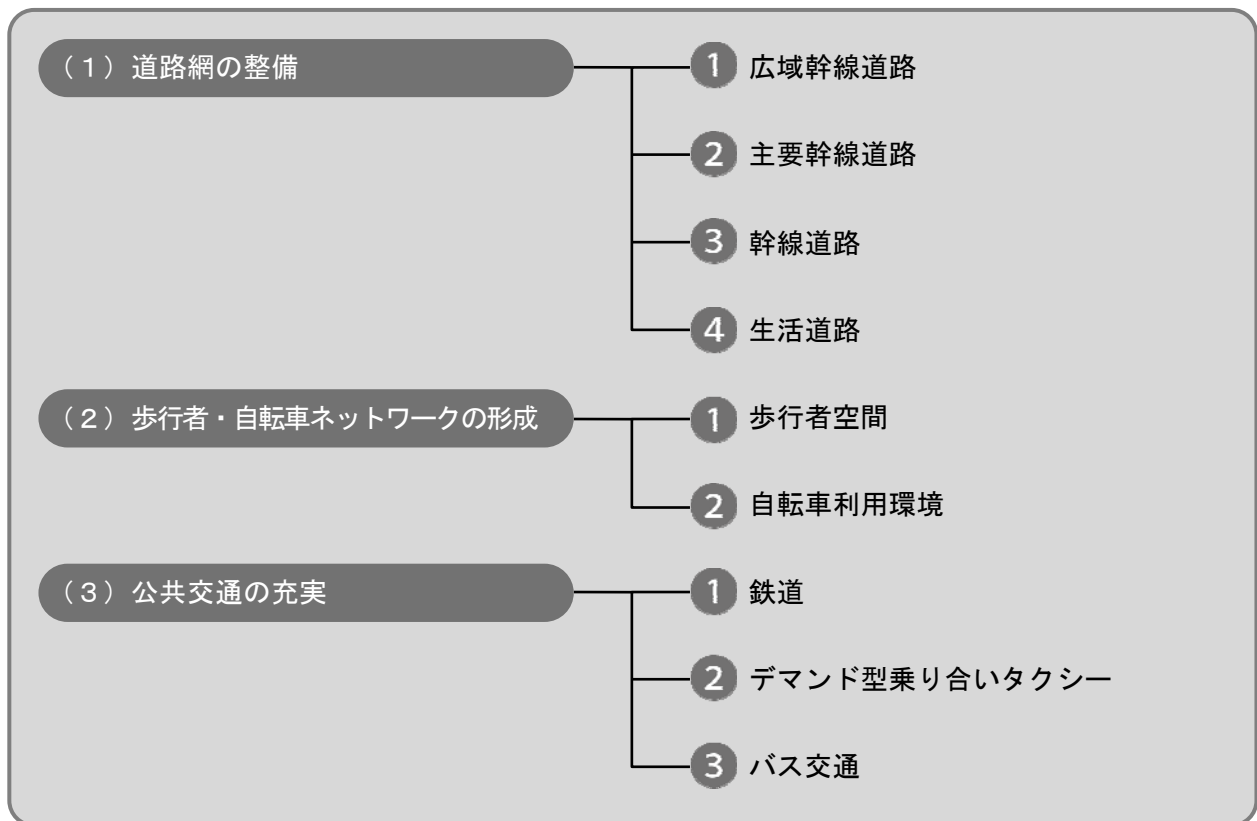 （１）道路網の整備
1 広域幹線道路
2 主要幹線道路
3 幹線道路
4 生活道路
（２）歩行者・自転車ネットワークの形成
1 歩行者空間
2 自転車利用環境
（３）公共交通の充実
1 鉄道
2 デマンド型乗り合いタクシー
3 バス交通